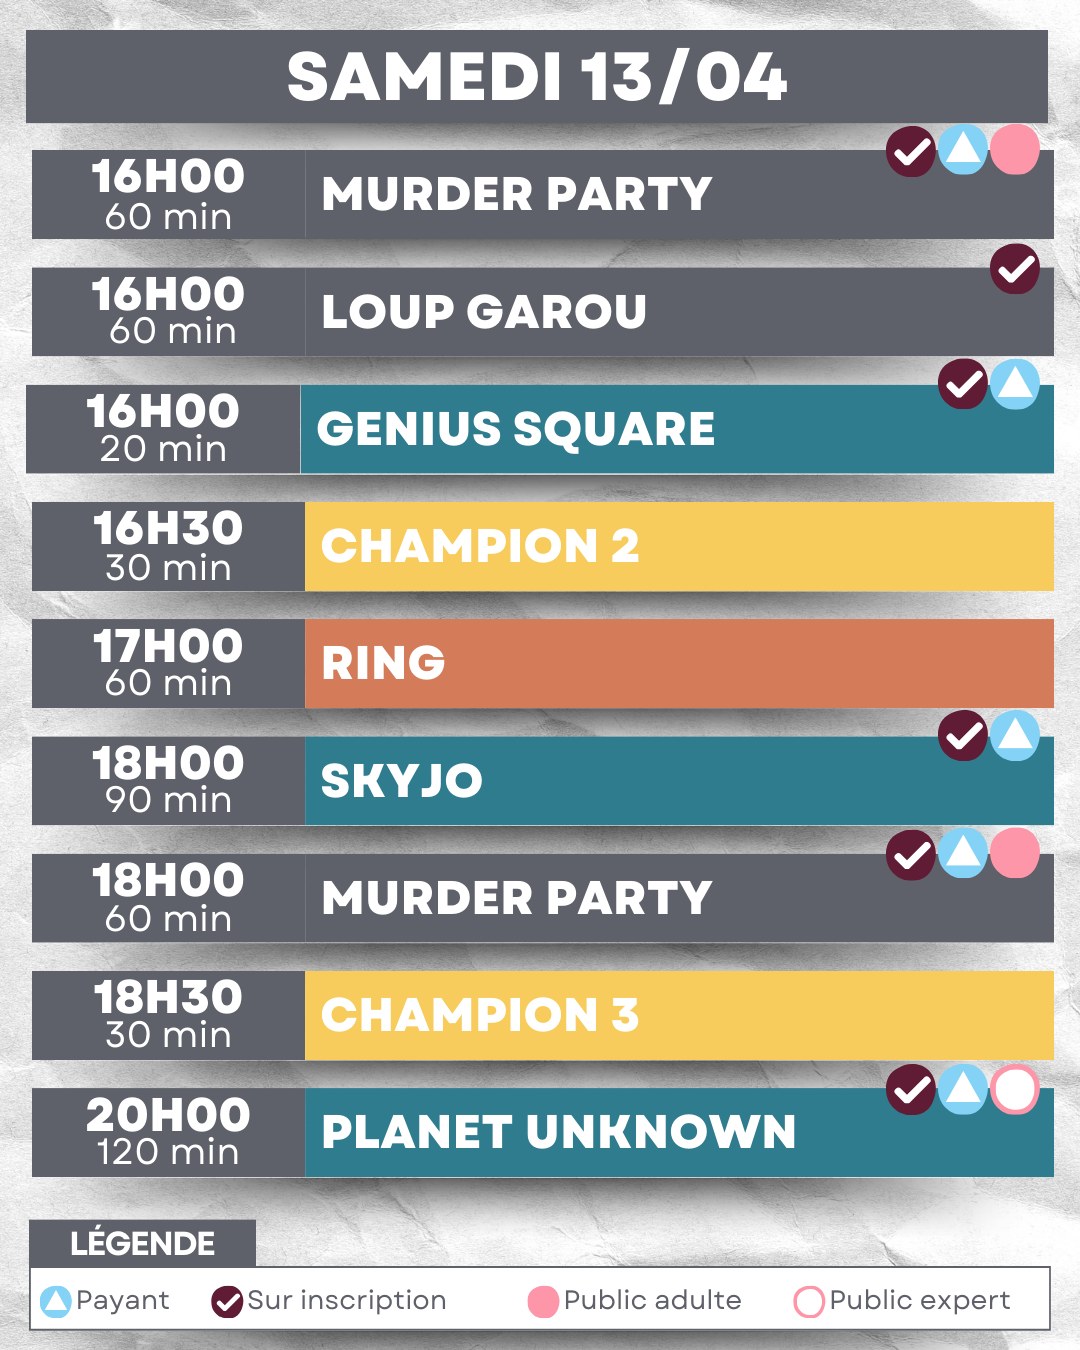 SAMEDI 13/04
16H00
60 min
MURDER PARTY
16H00
60 min
LOUP GAROU
16H00
20 min
GENIUS SQUARE
16H30
30 min
CHAMPION 2
17H00
60 min
RING
18H00
90 min
SKYJO
18H00
60 min
MURDER PARTY
18H30
30 min
CHAMPION 3
20H00
120 min
PLANET UNKNOWN
LÉGENDE
Payant Sur inscription Public adulte Public expert